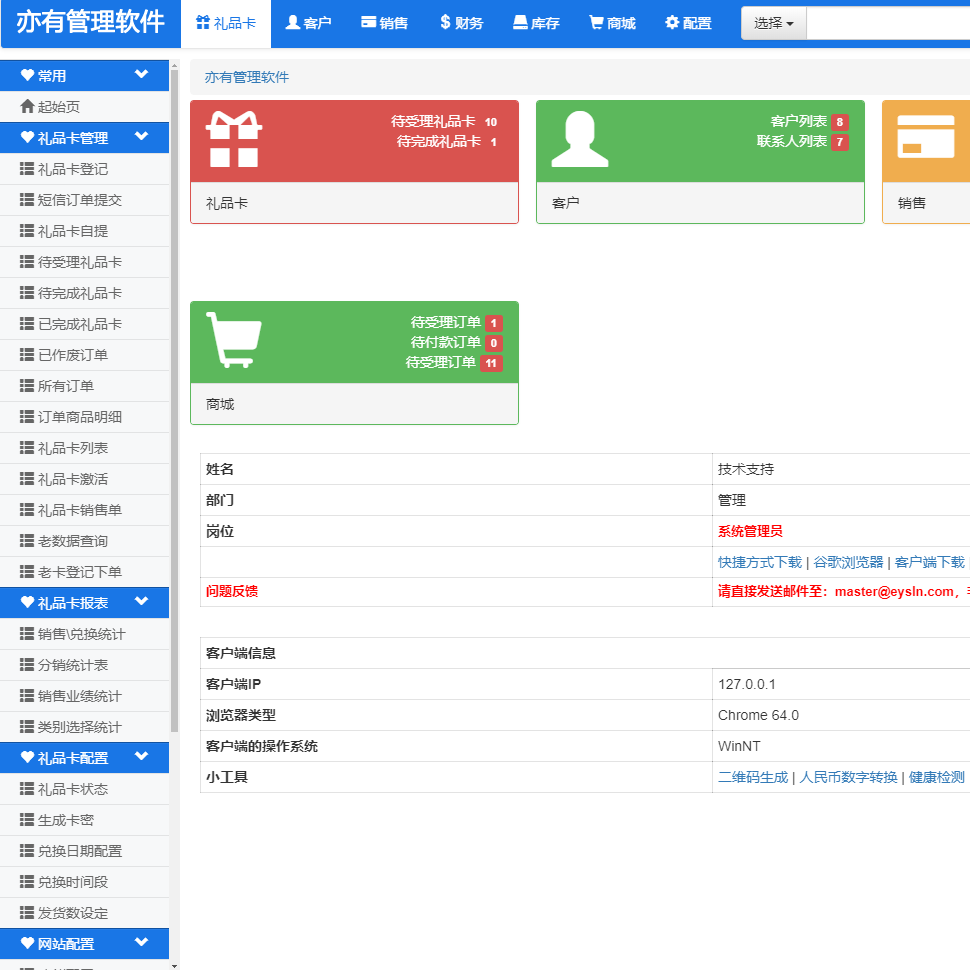 亦有管理软件 礼品卡 客户 销售 财务 库存 商城 配置 选择
常用
起始页
礼品卡管理
礼品卡登记
短信订单提交
礼品卡自提
待受理礼品卡
待完成礼品卡
已完成礼品卡
已作废订单
所有订单
订单商品明细
礼品卡列表
礼品卡激活
礼品卡销售单
老数据查询
老卡登记下单
礼品卡报表
销售\兑换统计
分销统计表
销售业绩统计
类别选择统计
礼品卡配置
礼品卡状态
生成卡密
兑换日期配置
兑换时间段
发货数设定
网站配置
亦有管理软件
待受理礼品卡 10
待完成礼品卡 1
礼品卡
客户列表 8
联系人列表 7
客户
销售
待受理订单 1
待付款订单 0
待受理订单 11
商城
姓名 技术支持
部门 管理
岗位 系统管理员
快捷方式下载 | 谷歌浏览器 | 客户端下载
问题反馈 请直接发送邮件至：master@eysln.com，
客户端信息
客户端IP 127.0.0.1
浏览器类型 Chrome 64.0
客户端的操作系统 WinNT
小工具 二维码生成 | 人民币数字转换 | 健康检测